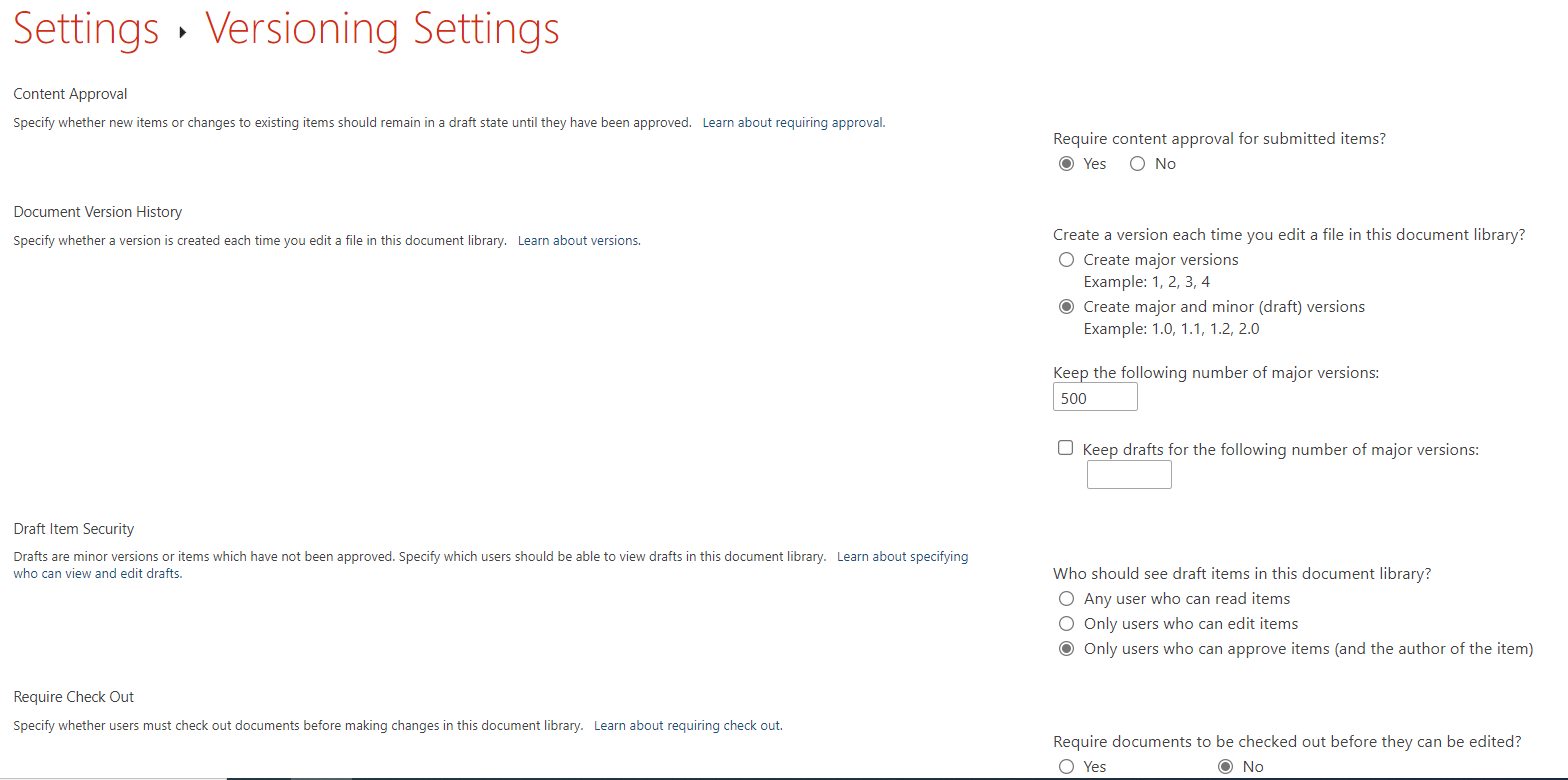 Settings ▸ Versioning Settings
Content Approval
Specify whether new items or changes to existing items should remain in a draft state until they have been approved. Learn about requiring approval.
Require content approval for submitted items?
Yes No
Document Version History
Specify whether a version is created each time you edit a file in this document library. Learn about versions.
Create a version each time you edit a file in this document library?
Create major versions
Example: 1, 2, 3, 4
Create major and minor (draft) versions
Example: 1.0, 1.1, 1.2, 2.0
Keep the following number of major versions:
500
Keep drafts for the following number of major versions:
Draft Item Security
Drafts are minor versions or items which have not been approved. Specify which users should be able to view drafts in this document library. Learn about specifying
who can view and edit drafts.
Who should see draft items in this document library?
Any user who can read items
Only users who can edit items
Only users who can approve items (and the author of the item)
Require Check Out
Specify whether users must check out documents before making changes in this document library. Learn about requiring check out.
Require documents to be checked out before they can be edited?
Yes No